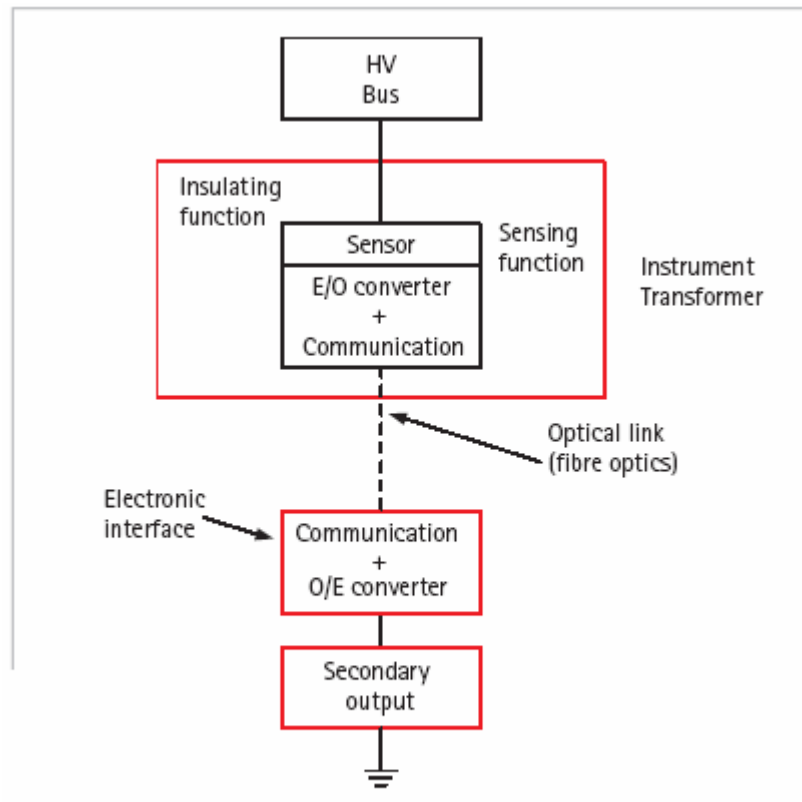 HV
Bus
Insulating
function
Sensor
Sensing
function
E/O converter
+
Communication
Instrument
Transformer
Optical link
(fibre optics)
Electronic
interface
Communication
+
O/E converter
Secondary
output